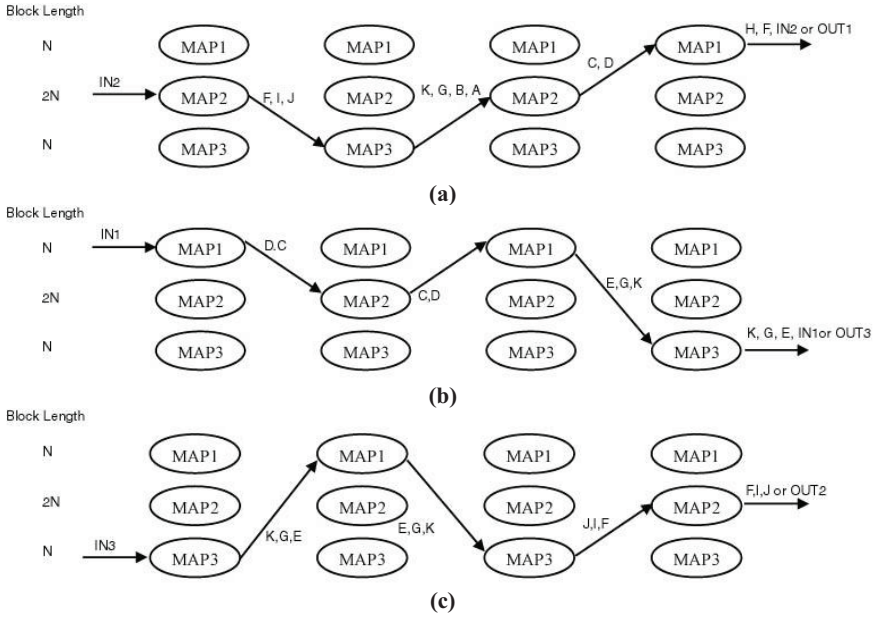 Block Length
N MAP1 MAP1 MAP1 MAP1 H, F, IN2 or OUT1
C, D
2N IN2 MAP2 F, I, J MAP2 K, G, B, A MAP2 MAP2
N MAP3 MAP3 MAP3 MAP3
(a)
Block Length
N IN1 MAP1 D.C MAP1 MAP1 MAP1
2N MAP2 MAP2 C,D MAP2 E,G,K MAP2
N MAP3 MAP3 MAP3 MAP3 K, G, E, IN1or OUT3
(b)
Block Length
N MAP1 MAP1 MAP1 MAP1
2N MAP2 MAP2 MAP2 MAP2 F,I,J or OUT2
K,G,E E,G,K J,I,F
N IN3 MAP3 MAP3 MAP3 MAP3
(c)